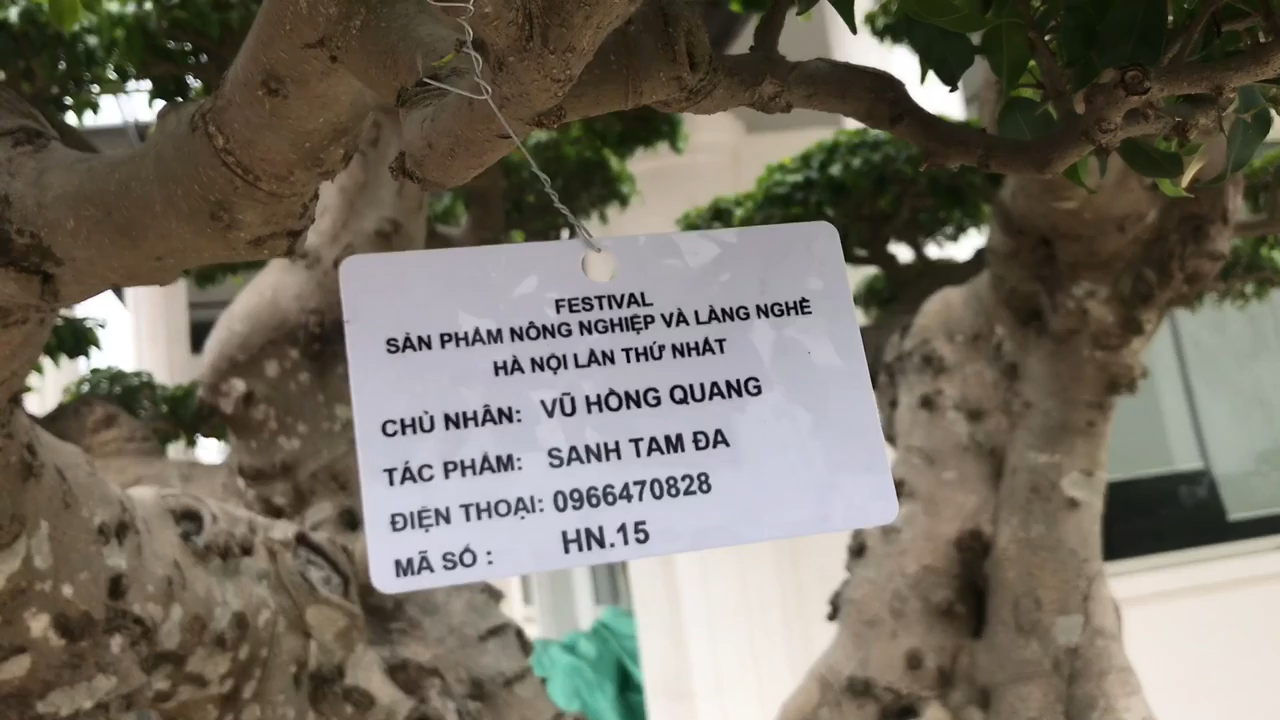 FESTIVAL
SẢN PHẨM NÔNG NGHIỆP VÀ LÀNG NGHỀ
HÀ NỘI LẦN THỨ NHẤT
CHỦ NHÂN: VŨ HỒNG QUANG
TÁC PHẨM: SANH TAM ĐA
ĐIỆN THOẠI: 0966470828
MÃ SỐ : HN.15